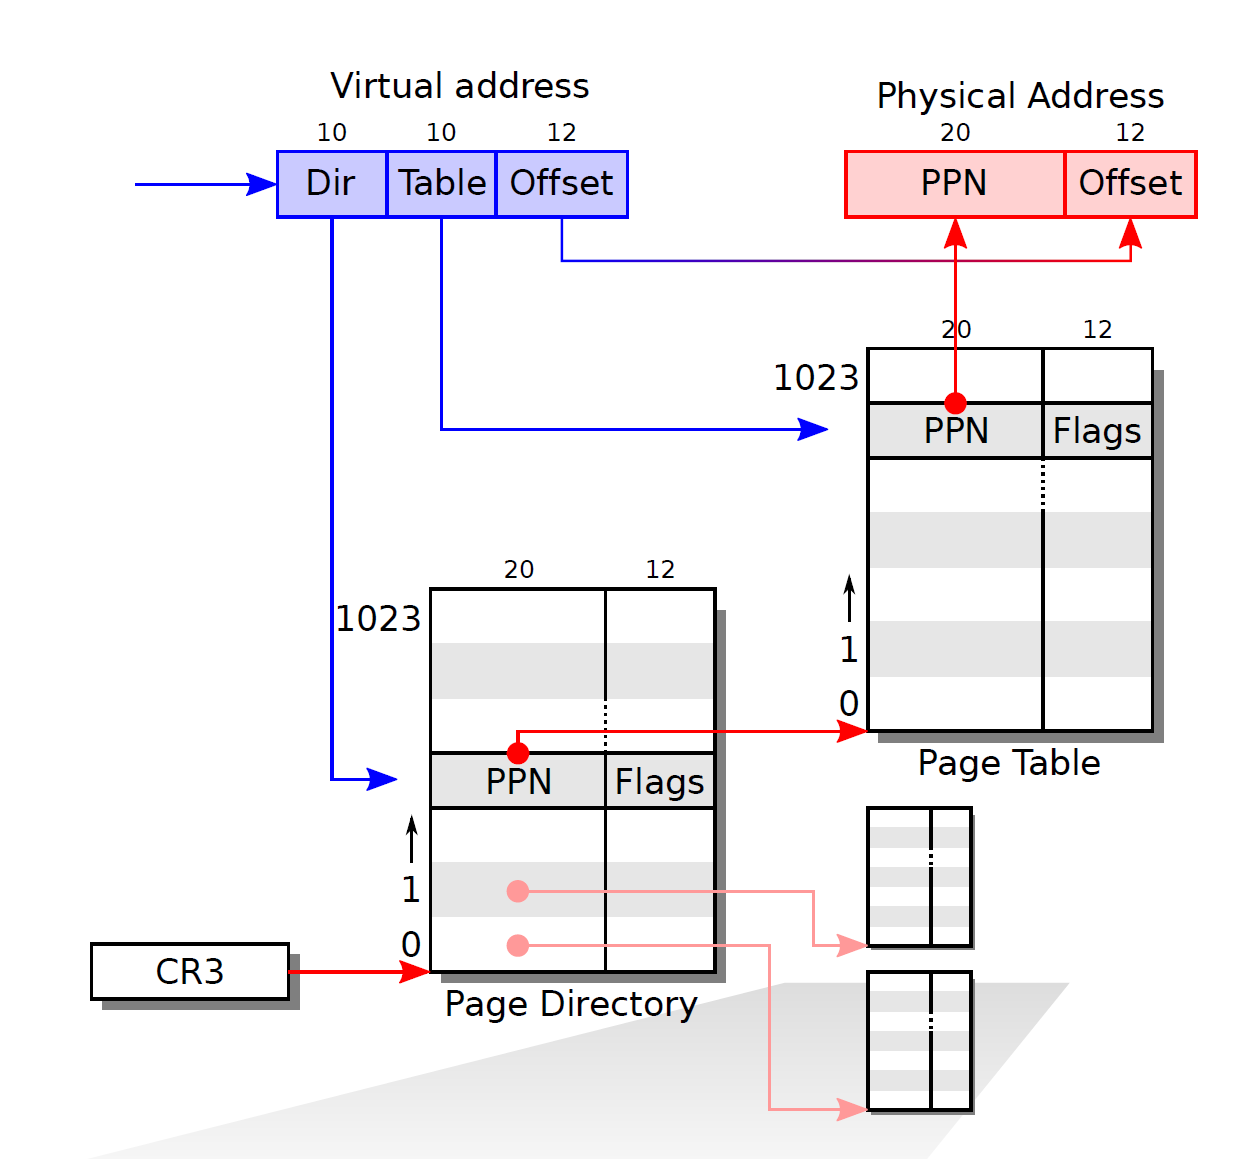 Virtual address
10 10 12
Dir Table Offset
Physical Address
20 12
PPN Offset
20 12
1023
PPN Flags
1
0
Page Table
20 12
1023
PPN Flags
1
0
Page Directory
CR3